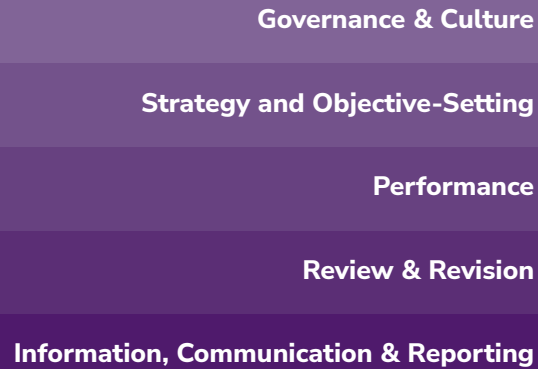 Governance & Culture
Strategy and Objective-Setting
Performance
Review & Revision
Information, Communication & Reporting